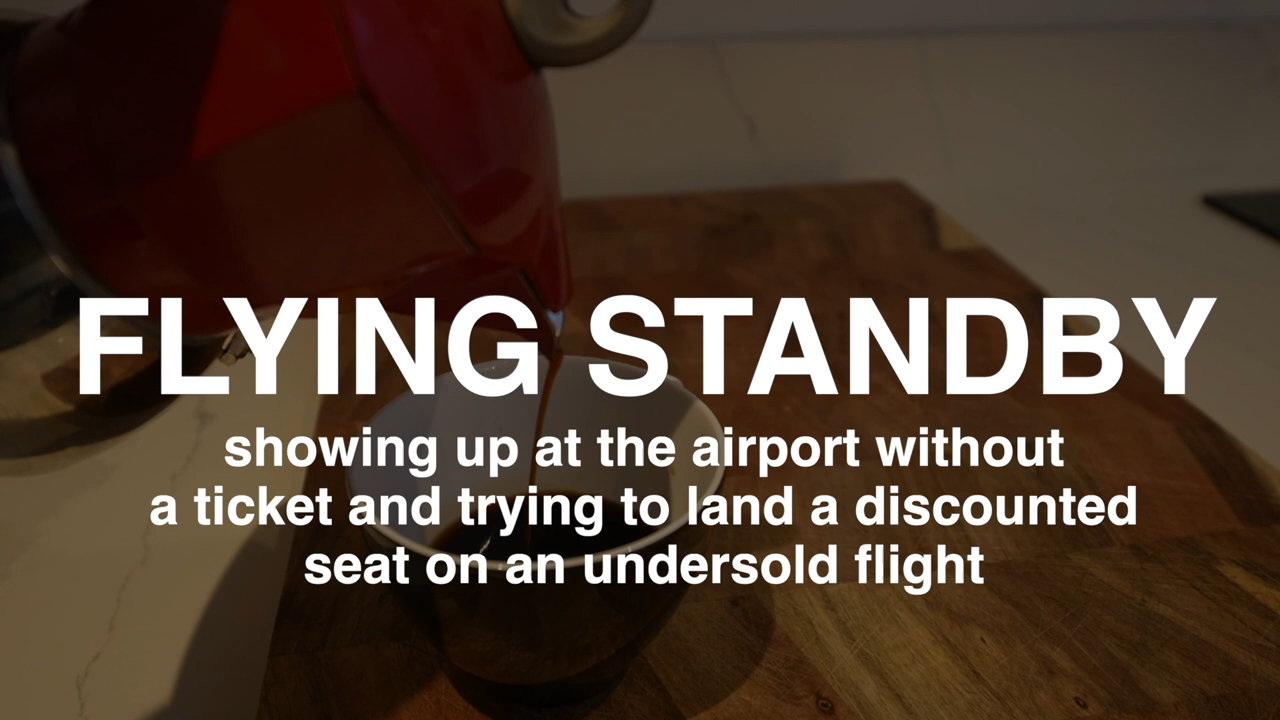 FLYING STANDBY
showing up at the airport without
a ticket and trying to land a discounted
seat on an undersold flight